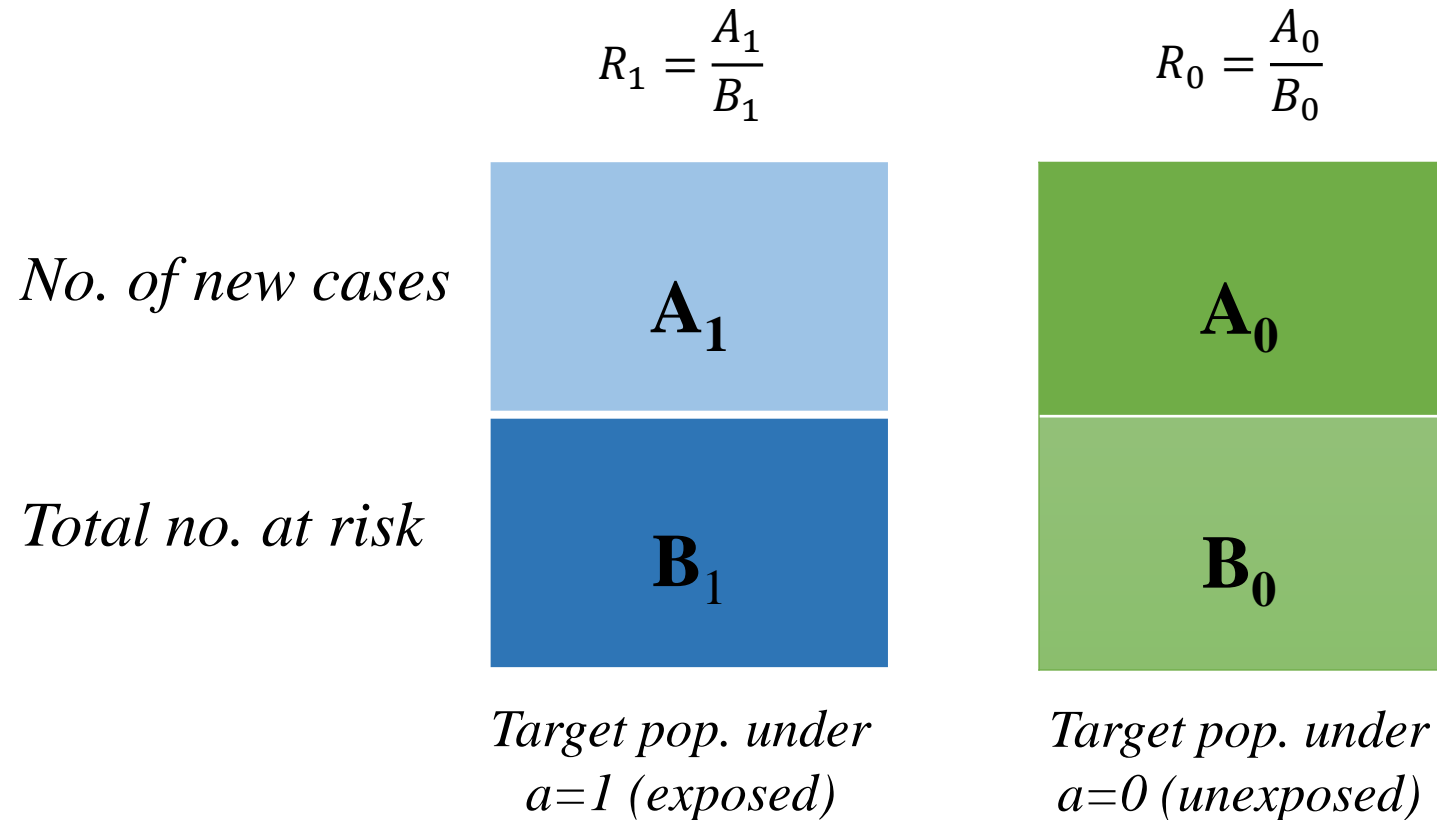 R₁ = A₁/B₁
R₀ = A₀/B₀
No. of new cases
A₁
A₀
Total no. at risk
B₁
B₀
Target pop. under
a=1 (exposed)
Target pop. under
a=0 (unexposed)